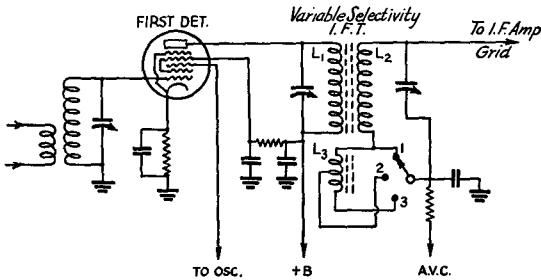 FIRST DET.
Variable Selectivity
I.F.T.
To I.F. Amp
Grid
L1
L2
L3
1
2
3
TO OSC.
+B
A.V.C.